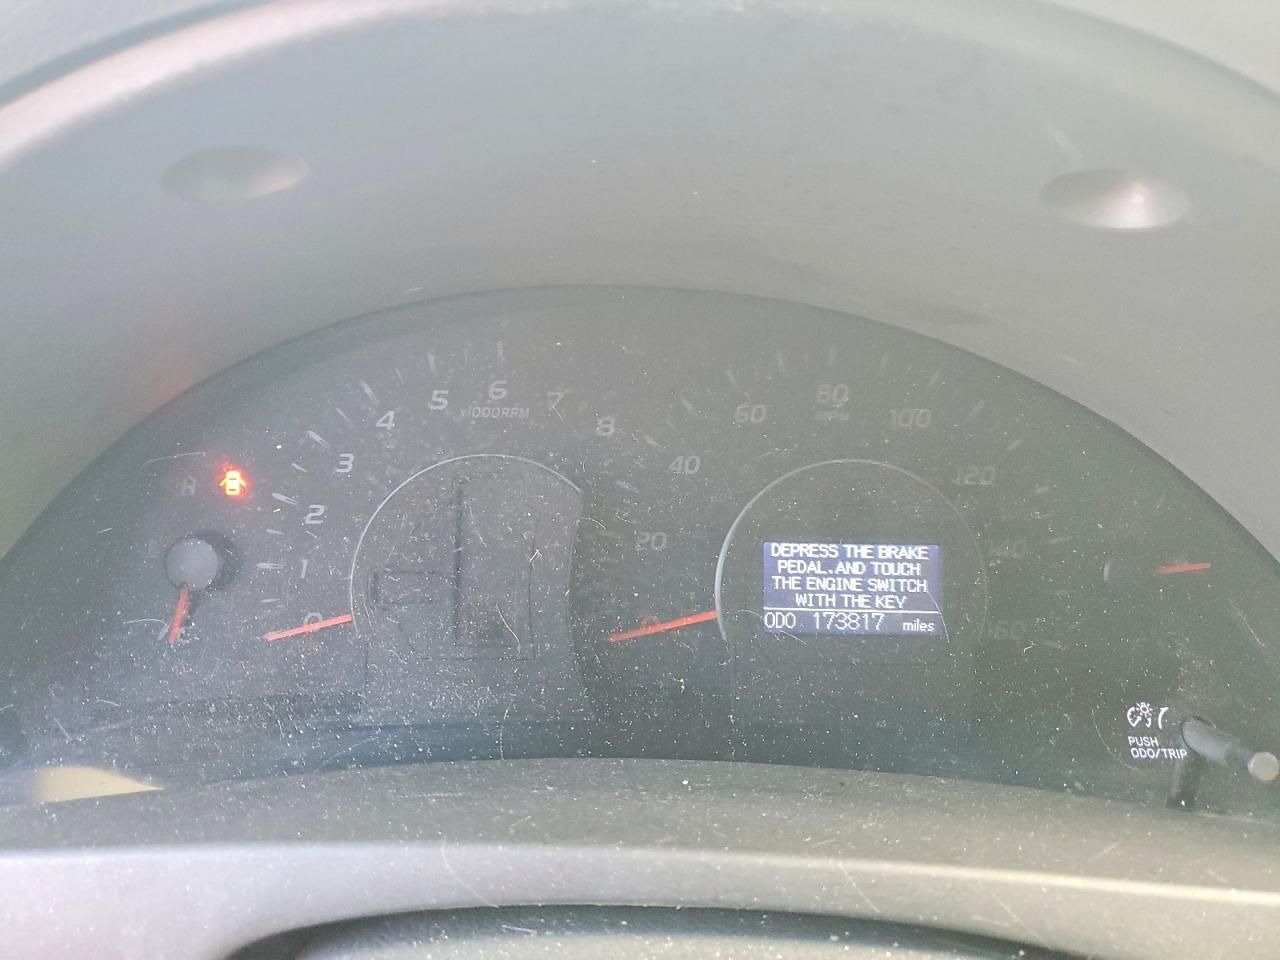 5 6 7
x1000RPM
4 8
3
2
1
0
H
60 80 100
MPH
40 120
20 140
0 160
DEPRESS THE BRAKE
PEDAL.AND TOUCH
THE ENGINE SWITCH
WITH THE KEY
ODO 173817 miles
PUSH
ODO/TRIP